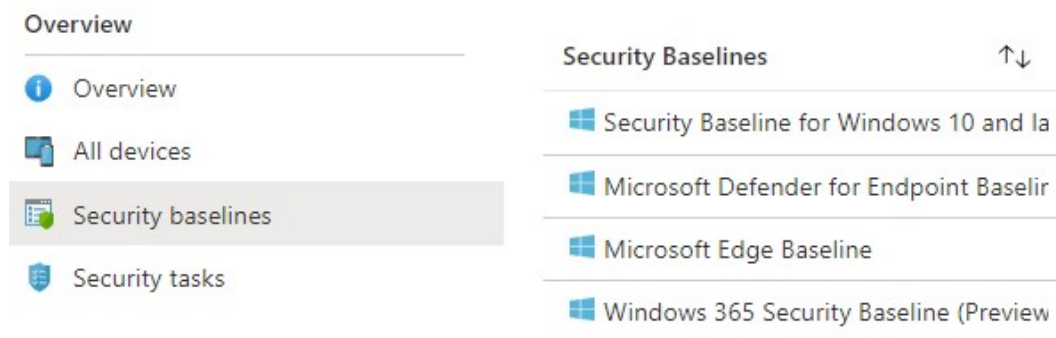 Overview
Overview
All devices
Security baselines
Security tasks
Security Baselines ↑↓
Security Baseline for Windows 10 and la
Microsoft Defender for Endpoint Baselin
Microsoft Edge Baseline
Windows 365 Security Baseline (Preview